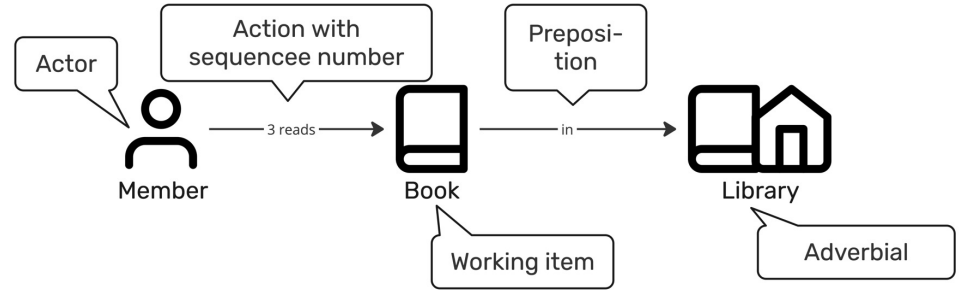 Action with
sequencee number
Preposi-
tion
Actor
3 reads
in
Member
Book
Library
Working item
Adverbial